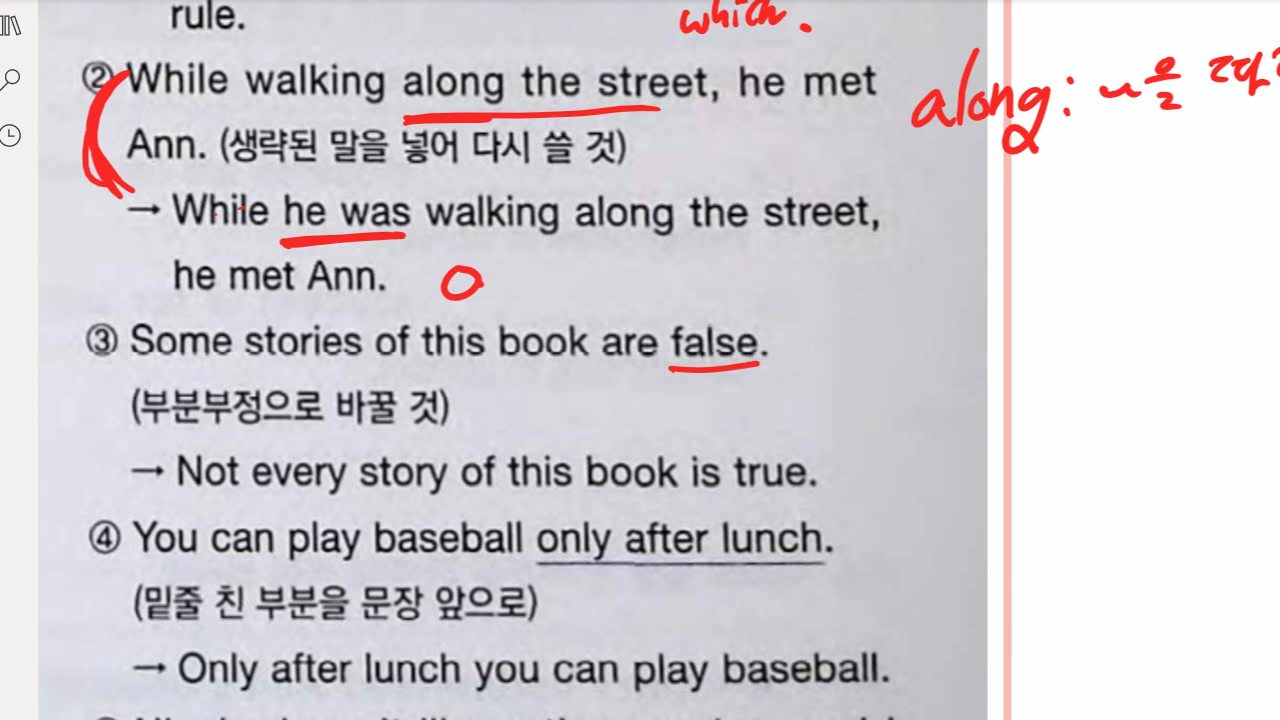 rule.
which.
② While walking along the street, he met
along: ~을 따라
Ann. (생략된 말을 넣어 다시 쓸 것)
→ While he was walking along the street,
he met Ann.
③ Some stories of this book are false.
(부분부정으로 바꿀 것)
→ Not every story of this book is true.
④ You can play baseball only after lunch.
(밑줄 친 부분을 문장 앞으로)
→ Only after lunch you can play baseball.